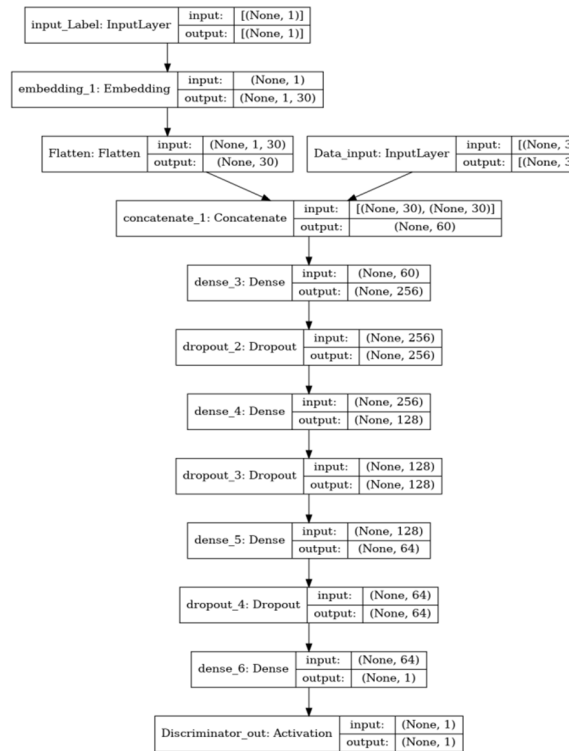 input_Label: InputLayer
input: [(None, 1)]
output: [(None, 1)]
embedding_1: Embedding
input: (None, 1)
output: (None, 1, 30)
Flatten: Flatten
input: (None, 1, 30)
output: (None, 30)
Data_input: InputLayer
input: [(None, 3
output: [(None, 3
concatenate_1: Concatenate
input: [(None, 30), (None, 30)]
output: (None, 60)
dense_3: Dense
input: (None, 60)
output: (None, 256)
dropout_2: Dropout
input: (None, 256)
output: (None, 256)
dense_4: Dense
input: (None, 256)
output: (None, 128)
dropout_3: Dropout
input: (None, 128)
output: (None, 128)
dense_5: Dense
input: (None, 128)
output: (None, 64)
dropout_4: Dropout
input: (None, 64)
output: (None, 64)
dense_6: Dense
input: (None, 64)
output: (None, 1)
Discriminator_out: Activation
input: (None, 1)
output: (None, 1)